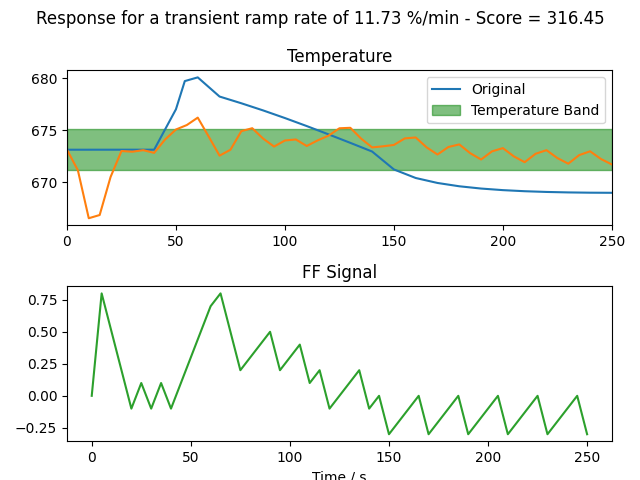 Response for a transient ramp rate of 11.73 %/min - Score = 316.45
Temperature
680
675
670
Original
Temperature Band
0 50 100 150 200 250
FF Signal
0.75
0.50
0.25
0.00
−0.25
0 50 100 150 200 250
Time / s